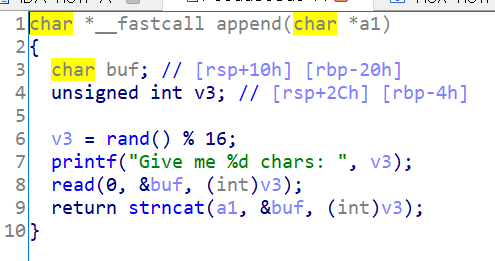 1 char *__fastcall append(char *a1)
2 {
3 char buf; // [rsp+10h] [rbp-20h]
4 unsigned int v3; // [rsp+2Ch] [rbp-4h]
5
6 v3 = rand() % 16;
7 printf("Give me %d chars: ", v3);
8 read(0, &buf, (int)v3);
9 return strncat(a1, &buf, (int)v3);
10 }